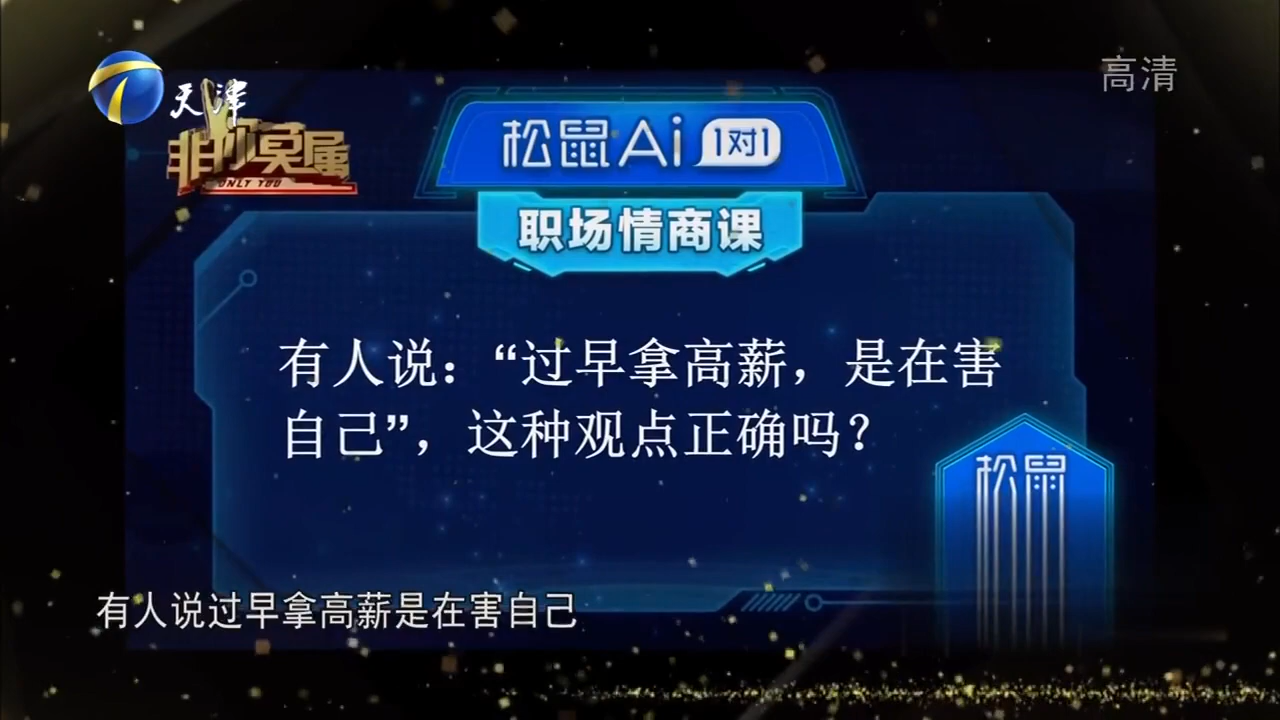 天津
高清
非你莫属
ONLY YOU
松鼠Ai 1对1
职场情商课
有人说：“过早拿高薪，是在害
自己”，这种观点正确吗？
松鼠
有人说过早拿高薪是在害自己